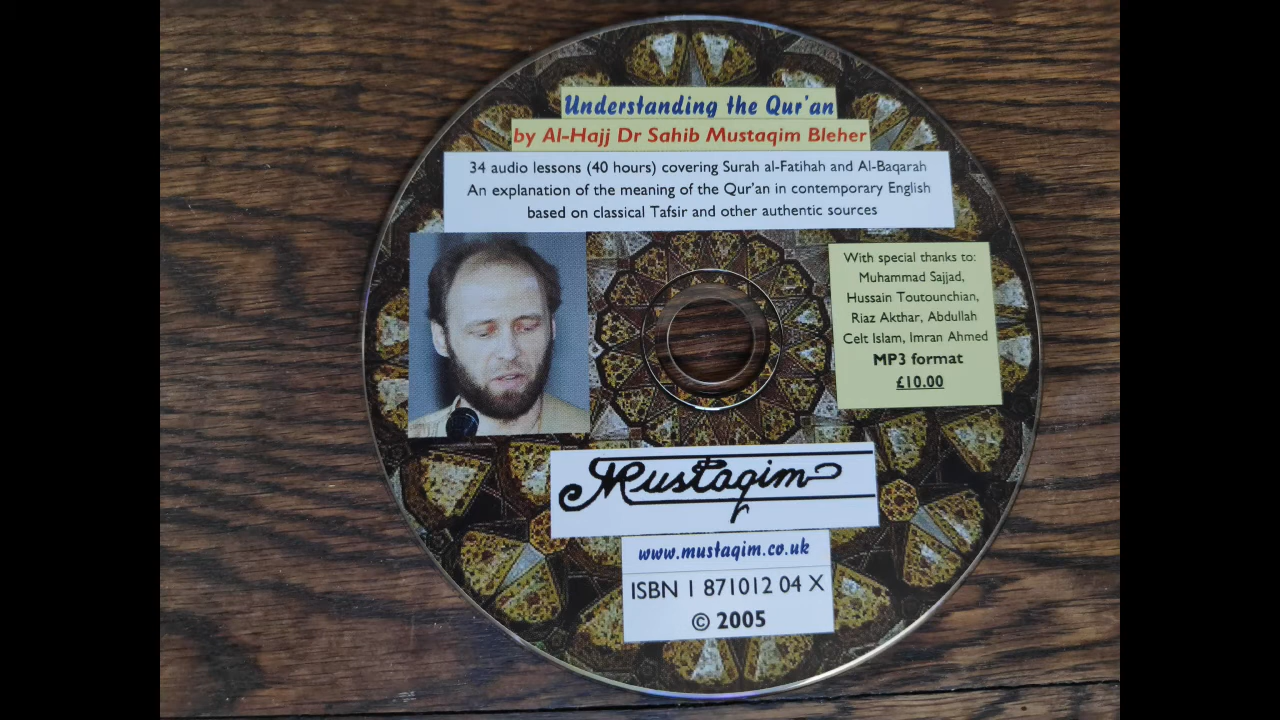 Understanding the Qur'an
by Al-Hajj Dr Sahib Mustaqim Bleher
34 audio lessons (40 hours) covering Surah al-Fatihah and Al-Baqarah
An explanation of the meaning of the Qur'an in contemporary English
based on classical Tafsir and other authentic sources
With special thanks to:
Muhammad Sajjad,
Hussain Toutounchian,
Riaz Akthar, Abdullah
Celt Islam, Imran Ahmed
MP3 format
£10.00
Mustaqim
www.mustaqim.co.uk
ISBN 1 871012 04 X
© 2005